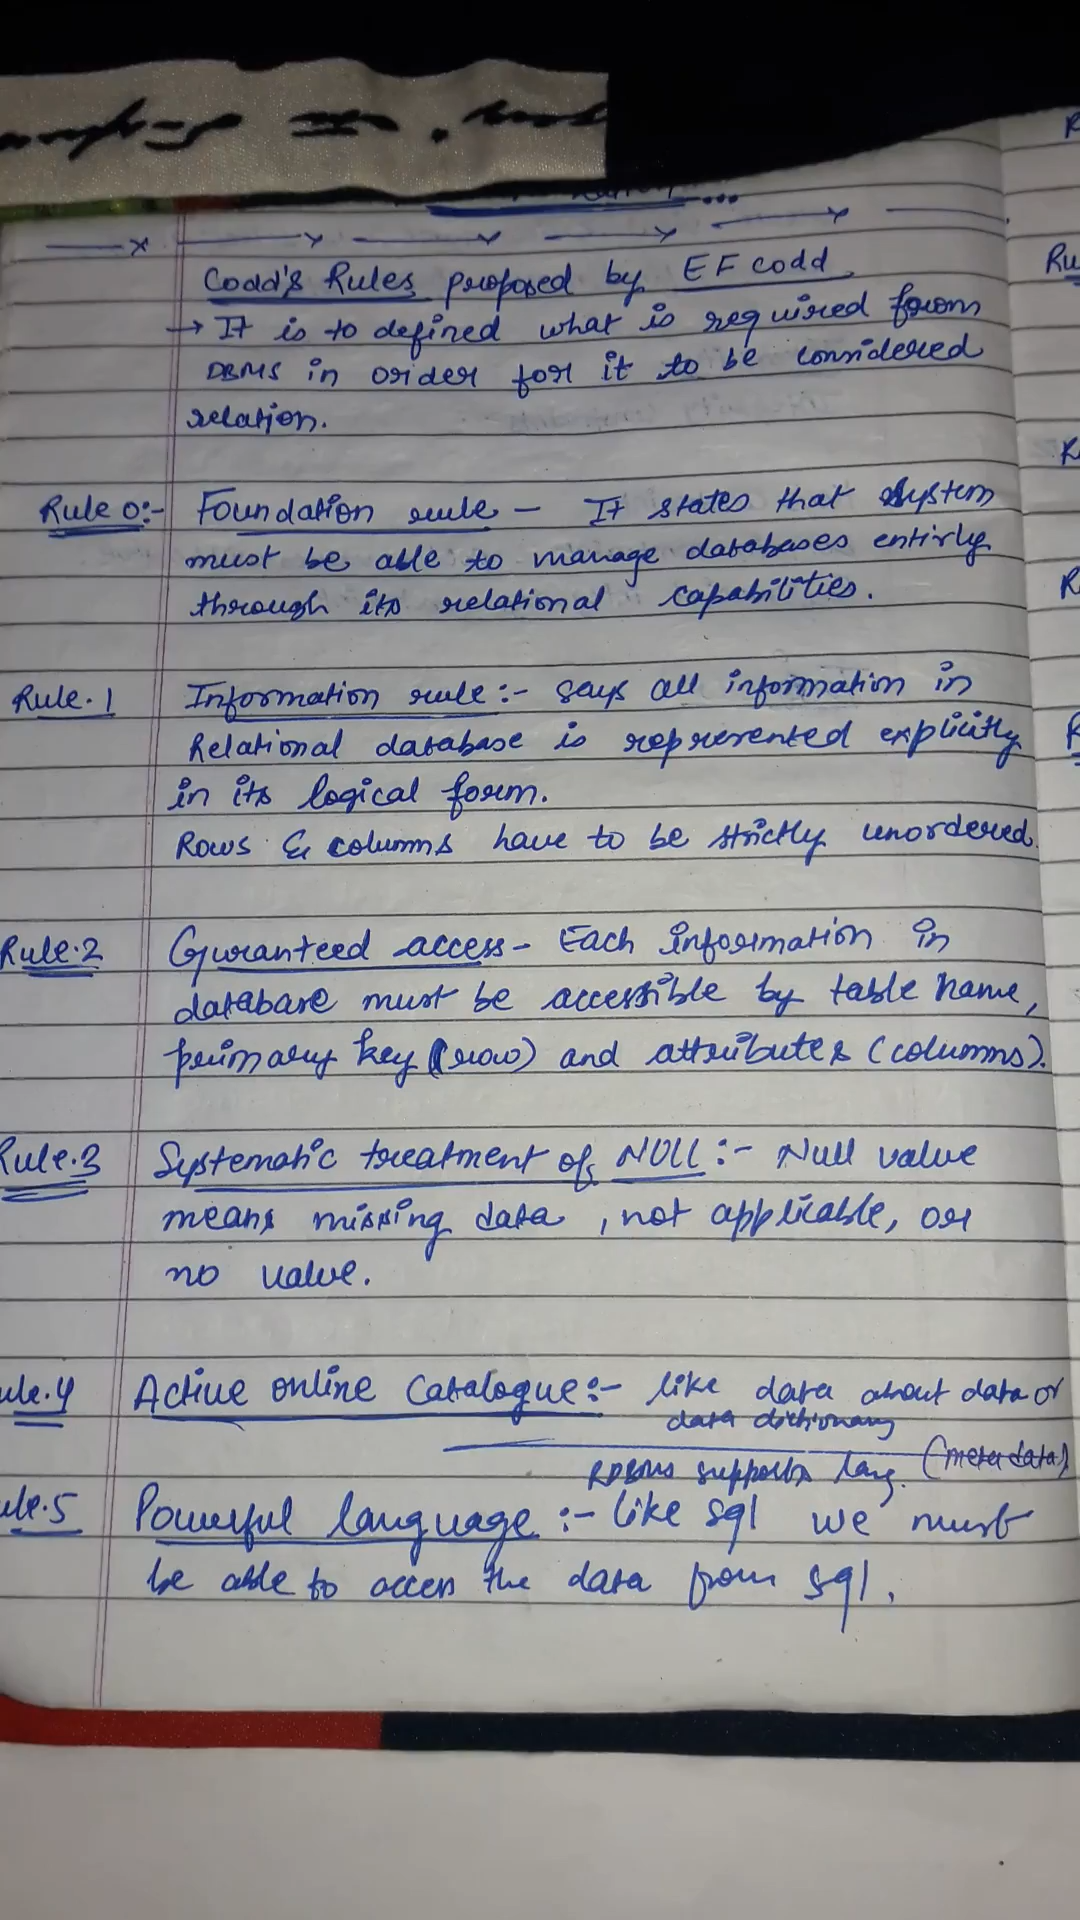 Codd's Rules proposed by EF codd
→ It is to defined what is required from
DBMS in order for it to be considered
relation.
Rule 0:- Foundation rule - It states that system
must be able to manage databases entirly
through its relational capabilities.
Rule.1 Information rule:- says all information in
Relational database is represented explicitly
in its logical form.
Rows & columns have to be strictly unordered.
Rule.2 Guranteed access - Each information in
database must be accessible by table name,
primary key (row) and attributes (columns).
Rule.3 Systematic treatment of NULL:- Null value
means missing data, not applicable, or
no value.
ule.4 Active online Catalogue:- like data about data or
data dictionary
(meta data)
RDBMS supports lang.
ule.5 Powerful language:- like sql we must
be able to access the data from sql.